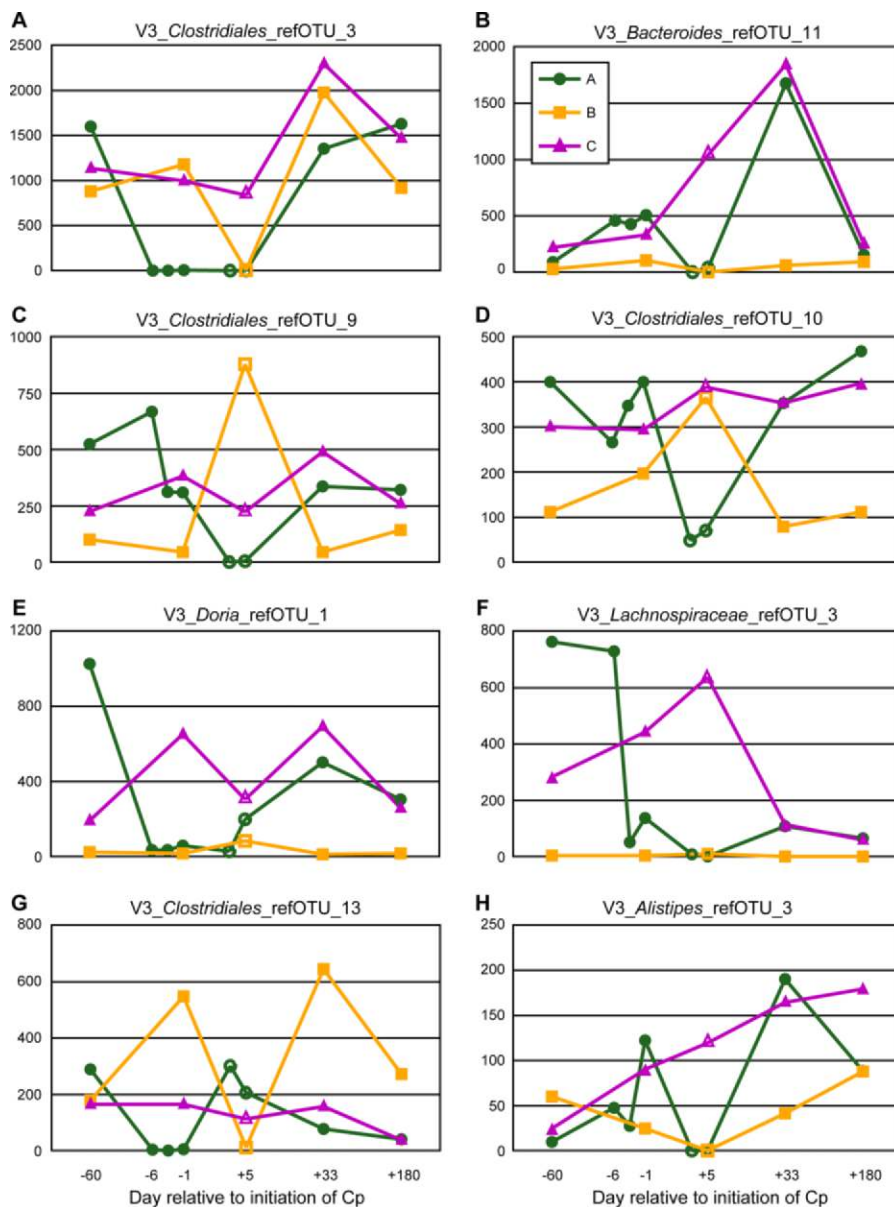 A
V3_Clostridiales_refOTU_3
2500
2000
1500
1000
500
0
B
V3_Bacteroides_refOTU_11
2000
1500
1000
500
0
A
B
C
C
V3_Clostridiales_refOTU_9
1000
750
500
250
0
D
V3_Clostridiales_refOTU_10
500
400
300
200
100
0
E
V3_Doria_refOTU_1
1200
800
400
0
F
V3_Lachnospiraceae_refOTU_3
800
600
400
200
0
G
V3_Clostridiales_refOTU_13
800
600
400
200
0
-60 -6 -1 +5 +33 +180
Day relative to initiation of Cp
H
V3_Alistipes_refOTU_3
250
200
150
100
50
0
-60 -6 -1 +5 +33 +180
Day relative to initiation of Cp